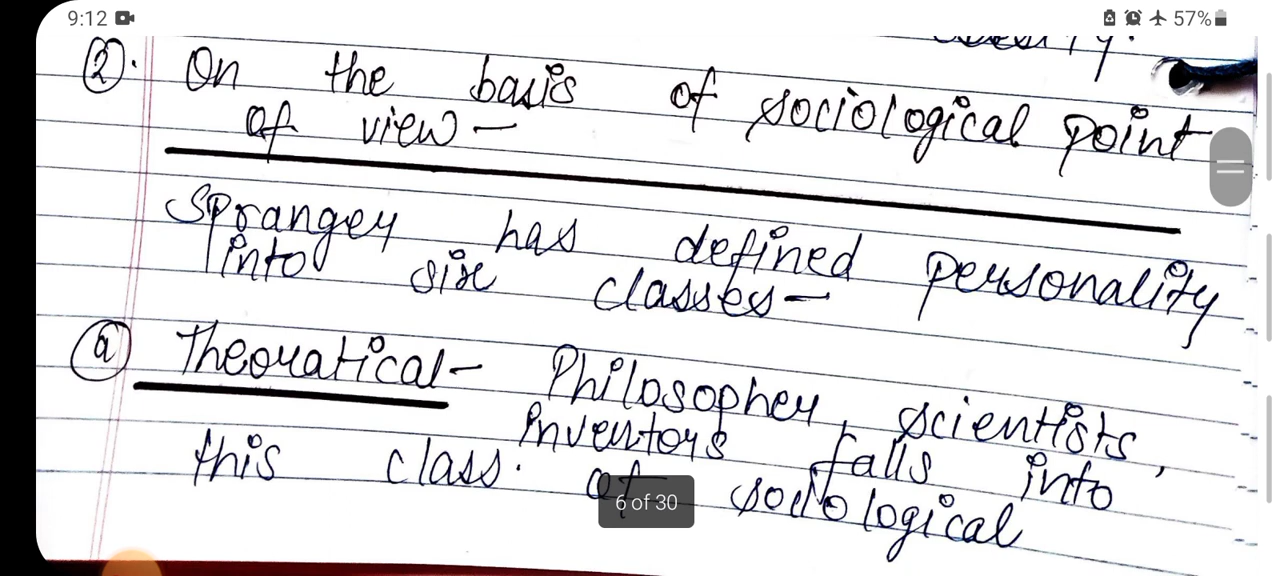 9:12 57%
② On the basis of sociological point
of view –
Spranger has defined personality
into six classes –
ⓐ Theoratical – Philosopher, scientists,
inventors falls into
this class. of sociological
6 of 30